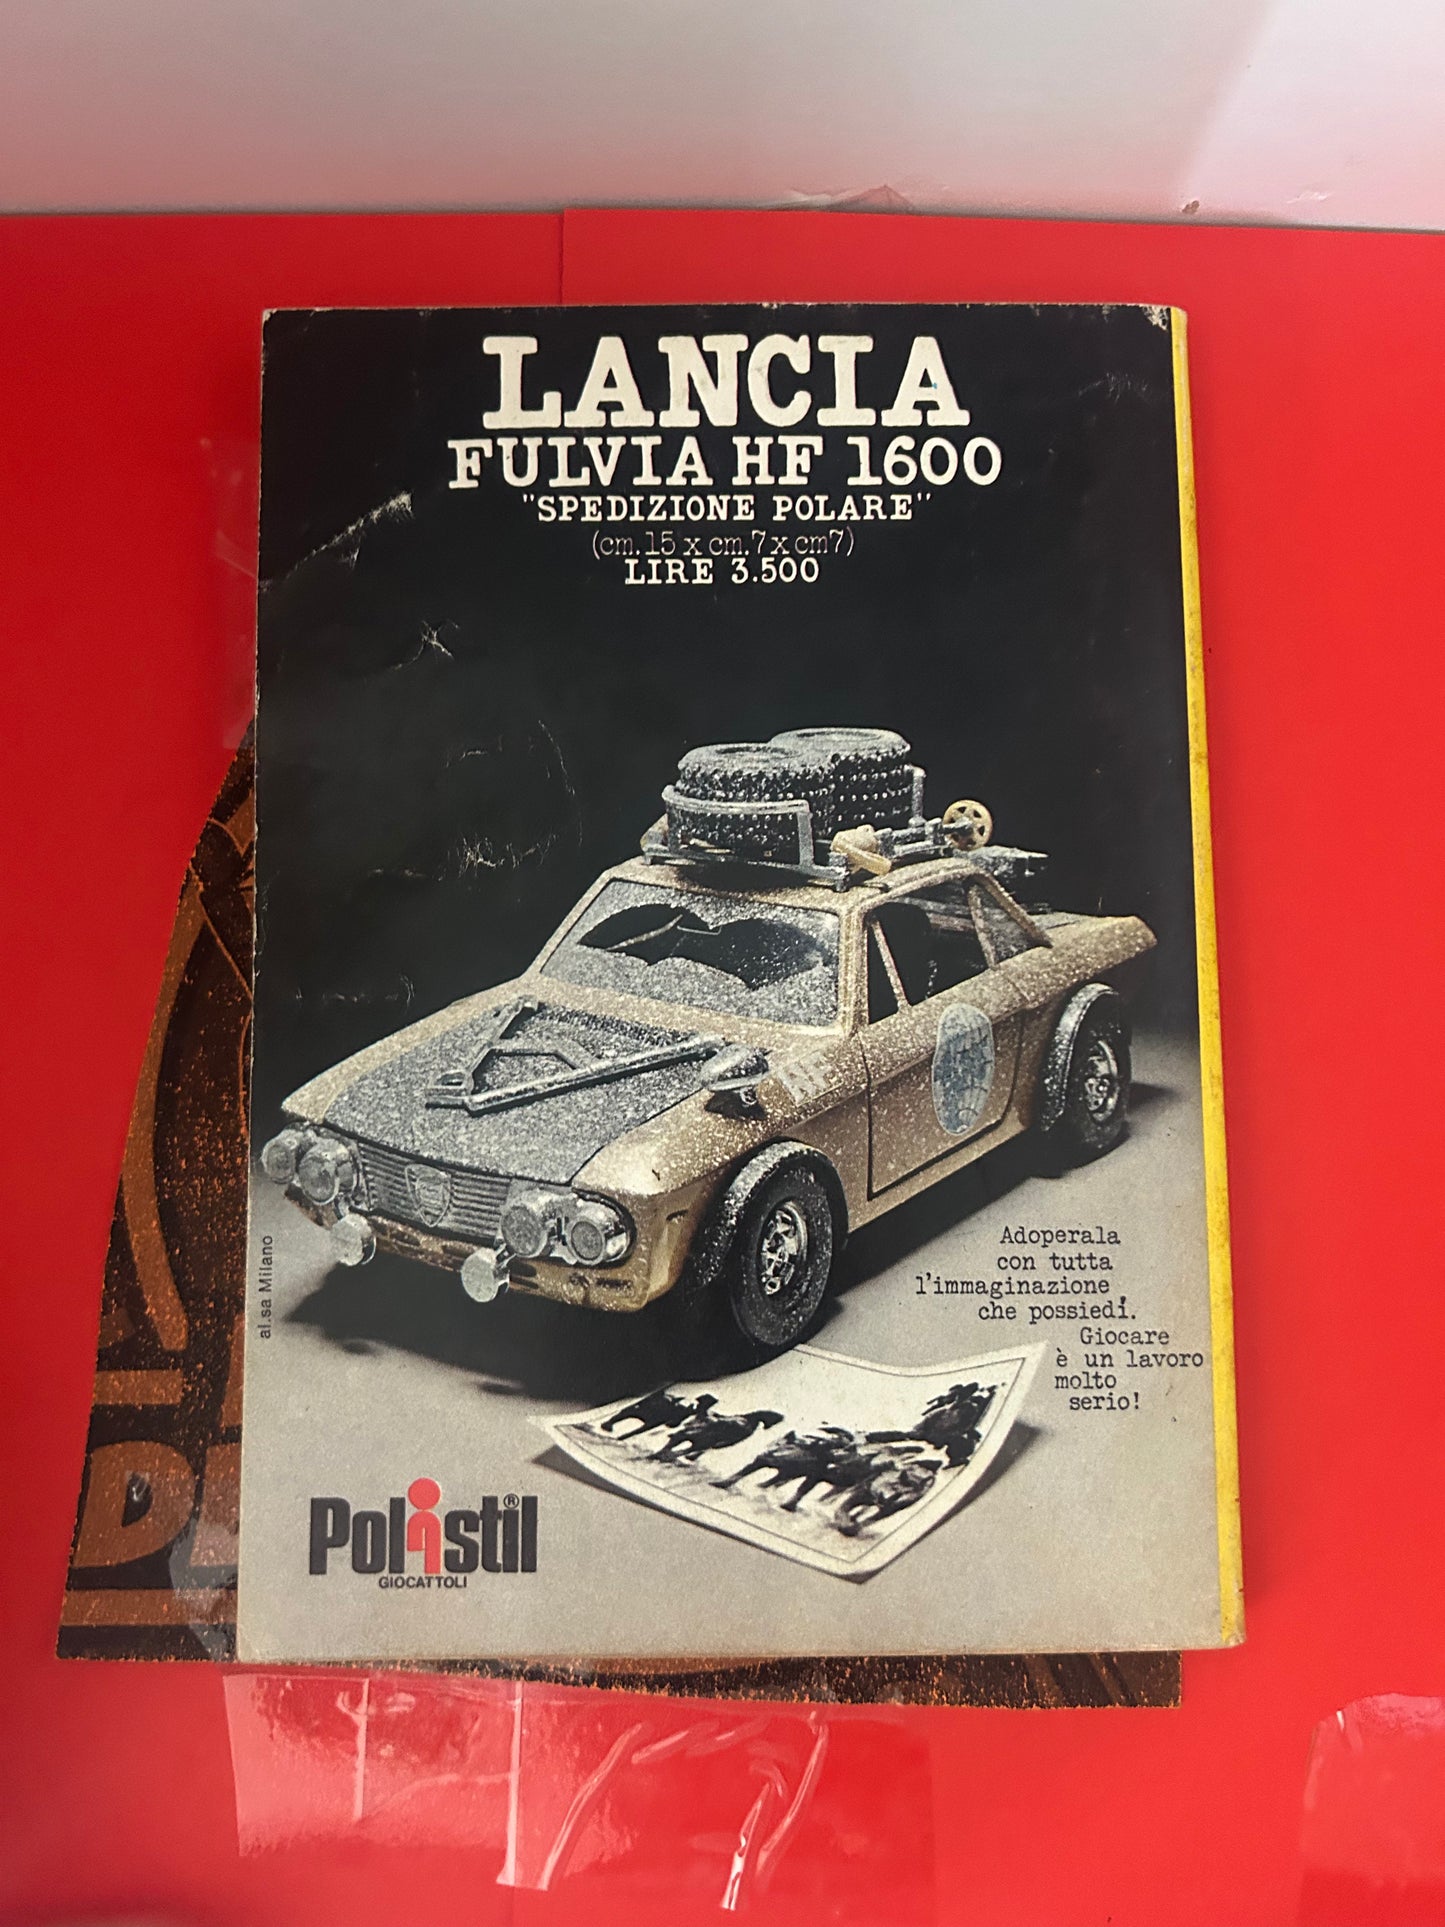 LANCIA
FULVIA HF 1600
"SPEDIZIONE POLARE"
(cm.15 x cm.7 x cm7)
LIRE 3.500
HF
Adoperala
con tutta
l'immaginazione,
che possiedi.
Giocare
è un lavoro
molto
serio!
al.sa Milano
Polistil®
GIOCATTOLI